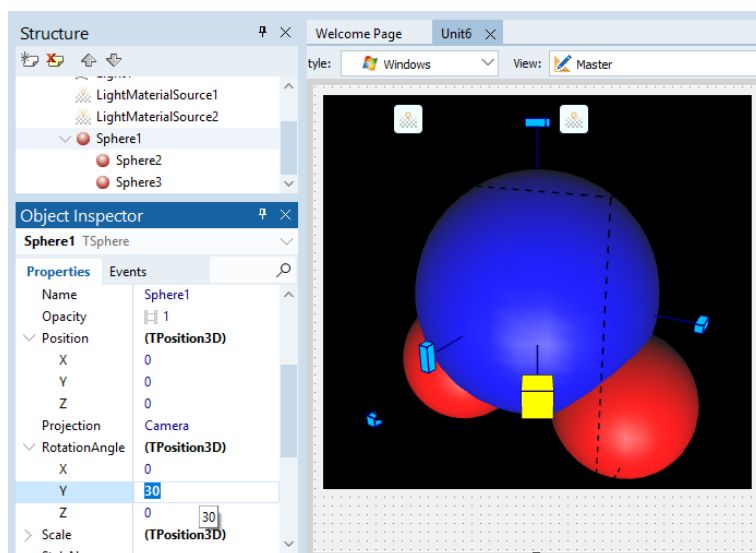 Structure
Welcome Page
Unit6
tyle:
Windows
View:
Master
LightMaterialSource1
LightMaterialSource2
Sphere1
Sphere2
Sphere3
Object Inspector
Sphere1 TSphere
Properties
Events
Name Sphere1
Opacity 1
Position (TPosition3D)
X 0
Y 0
Z 0
Projection Camera
RotationAngle (TPosition3D)
X 0
Y 30
Z 0
30
Scale (TPosition3D)